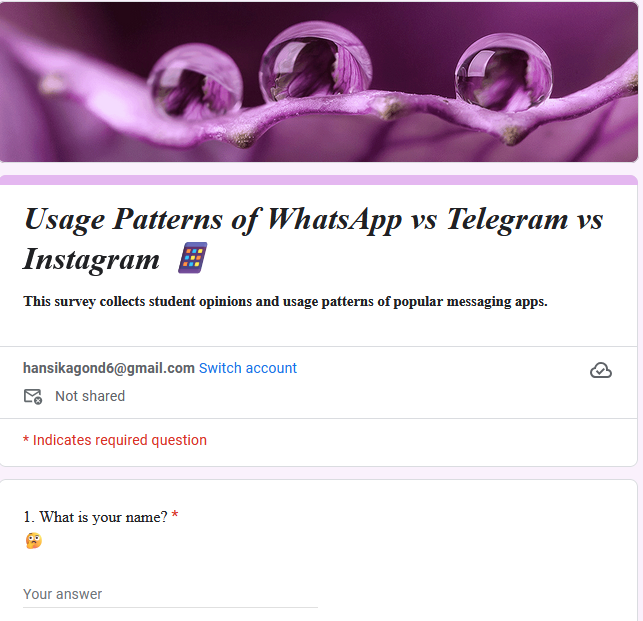 Usage Patterns of WhatsApp vs Telegram vs
Instagram 📱
This survey collects student opinions and usage patterns of popular messaging apps.
hansikagond6@gmail.com Switch account
Not shared
* Indicates required question
1. What is your name? *
🤔
Your answer